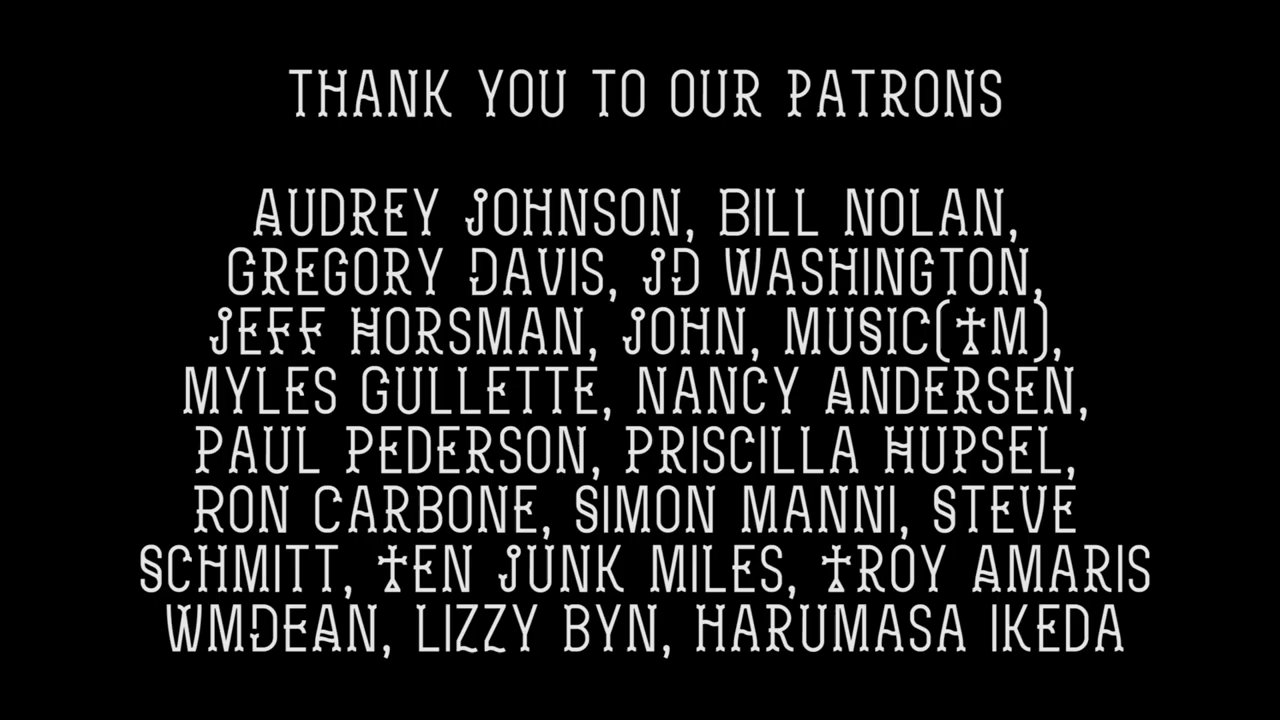 THANK YOU TO OUR PATRONS
AUDREY JOHNSON, BILL NOLAN,
GREGORY DAVIS, JD WASHINGTON,
JEFF HORSMAN, JOHN, MUSIC(TM),
MYLES GULLETTE, NANCY ANDERSEN,
PAUL PEDERSON, PRISCILLA HUPSEL,
RON CARBONE, SIMON MANNI, STEVE
SCHMITT, TEN JUNK MILES, TROY AMARIS
WMDEAN, LIZZY BYN, HARUMASA IKEDA